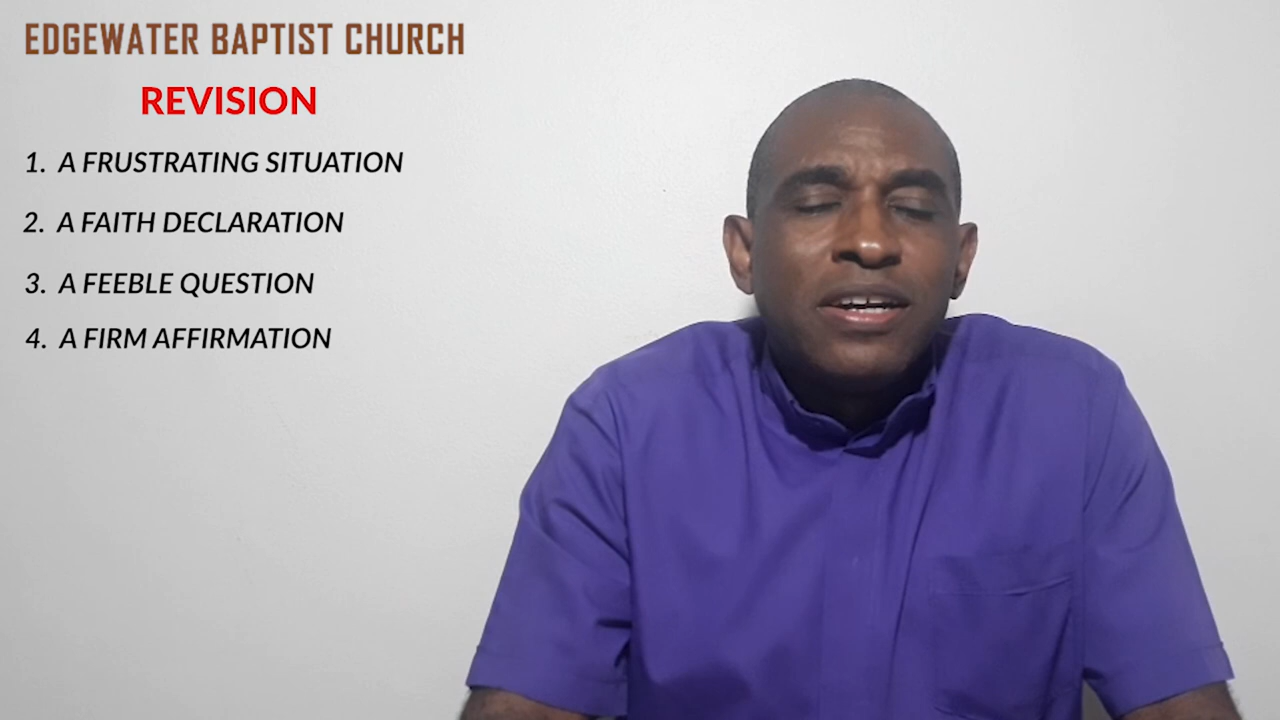 EDGEWATER BAPTIST CHURCH
REVISION
1. A FRUSTRATING SITUATION
2. A FAITH DECLARATION
3. A FEEBLE QUESTION
4. A FIRM AFFIRMATION